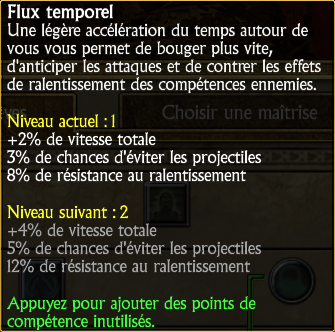 Flux temporel
Une légère accélération du temps autour de
vous vous permet de bouger plus vite,
d'anticiper les attaques et de contrer les effets
de ralentissement des compétences ennemies.
Choisir une maîtrise
Niveau actuel : 1
+2% de vitesse totale
3% de chances d'éviter les projectiles
8% de résistance au ralentissement
Niveau suivant : 2
+4% de vitesse totale
5% de chances d'éviter les projectiles
12% de résistance au ralentissement
Appuyez pour ajouter des points de
compétence inutilisés.